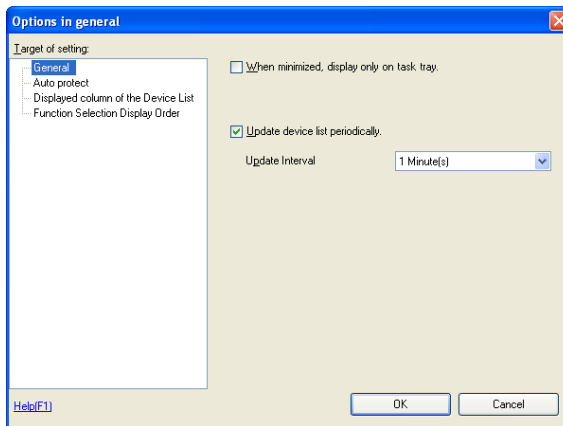 Options in general
Target of setting:
General
Auto protect
Displayed column of the Device List
Function Selection Display Order
When minimized, display only on task tray.
Update device list periodically.
Update Interval
1 Minute(s)
Help(F1)
OK
Cancel